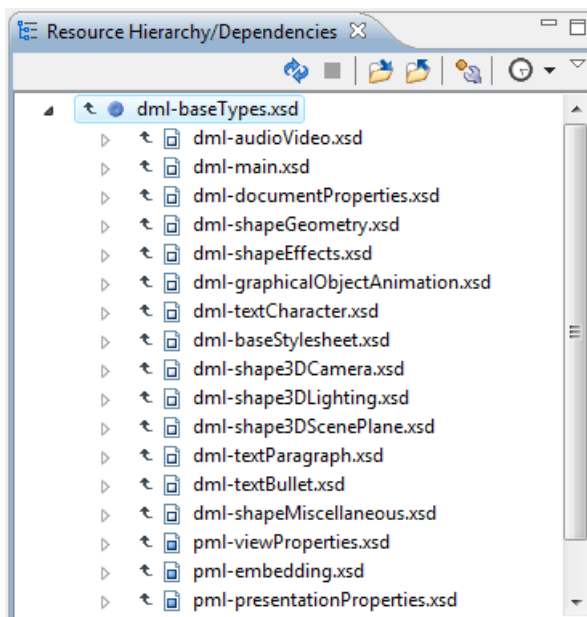 Resource Hierarchy/Dependencies
dml-baseTypes.xsd
dml-audioVideo.xsd
dml-main.xsd
dml-documentProperties.xsd
dml-shapeGeometry.xsd
dml-shapeEffects.xsd
dml-graphicalObjectAnimation.xsd
dml-textCharacter.xsd
dml-baseStylesheet.xsd
dml-shape3DCamera.xsd
dml-shape3DLighting.xsd
dml-shape3DScenePlane.xsd
dml-textParagraph.xsd
dml-textBullet.xsd
dml-shapeMiscellaneous.xsd
pml-viewProperties.xsd
pml-embedding.xsd
pml-presentationProperties.xsd